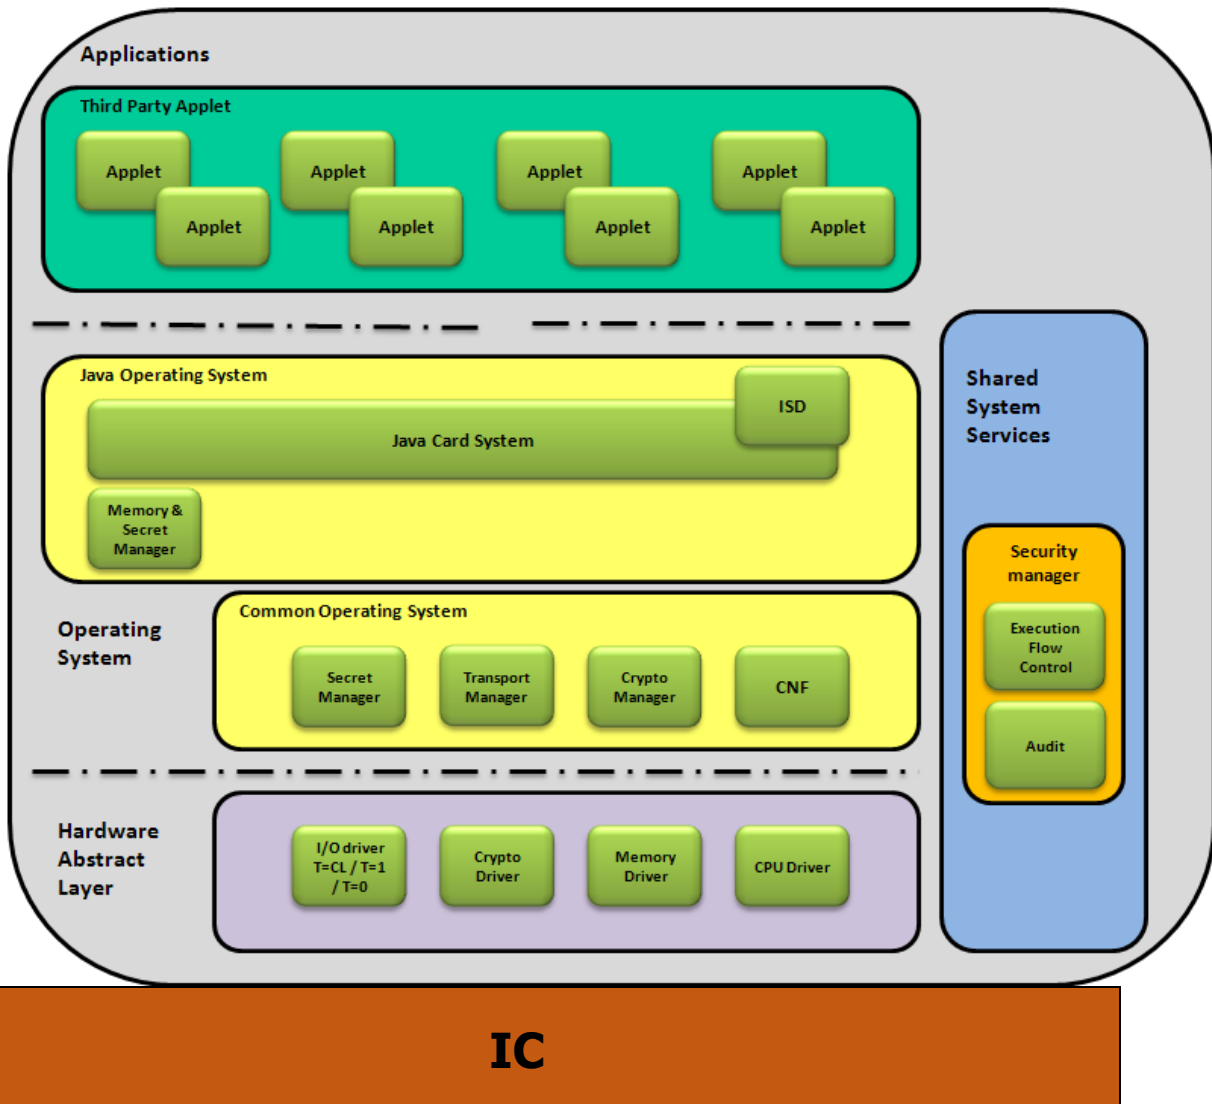 Applications
Third Party Applet
Applet
Applet
Applet
Applet
Applet
Applet
Applet
Applet
Java Operating System
ISD
Java Card System
Memory &
Secret
Manager
Shared
System
Services
Security
manager
Execution
Flow
Control
Audit
Operating
System
Common Operating System
Secret
Manager
Transport
Manager
Crypto
Manager
CNF
Hardware
Abstract
Layer
I/O driver
T=CL / T=1
/ T=0
Crypto
Driver
Memory
Driver
CPU Driver
IC